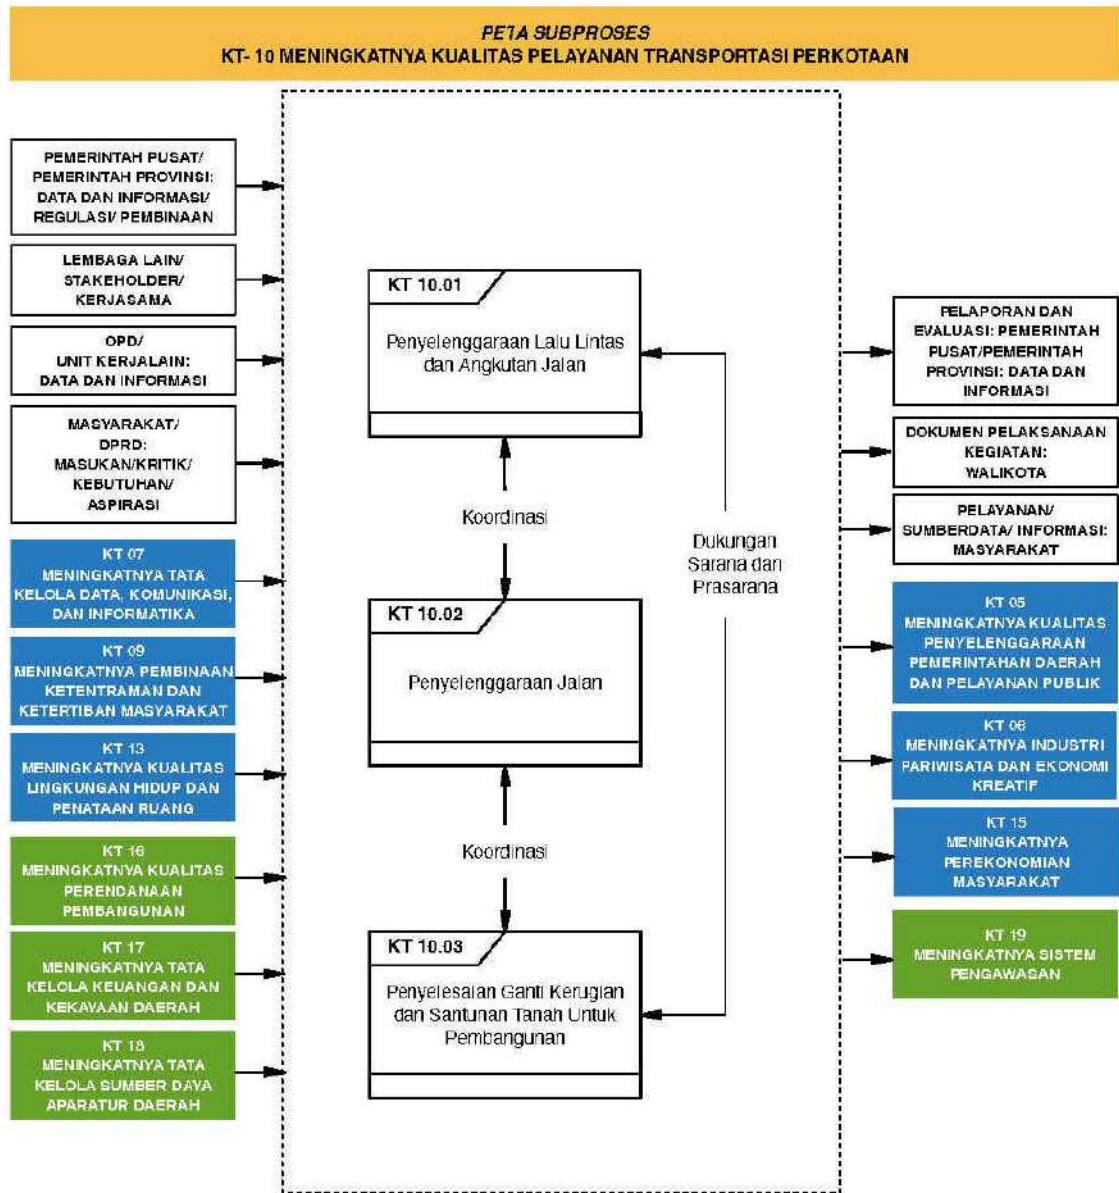 PETA SUBPROSES
KT- 10 MENINGKATNYA KUALITAS PELAYANAN TRANSPORTASI PERKOTAAN
PEMERINTAH PUSAT/
PEMERINTAH PROVINSI:
DATA DAN INFORMASI/
REGULASI/ PEMBINAAN
LEMBAGA LAIN/
STAKEHOLDER/
KERJASAMA
OPD/
UNIT KERJALAIN:
DATA DAN INFORMASI
MASYARAKAT/
DPRD:
MASUKAN/KRITIK/
KEBUTUHAN/
ASPIRASI
KT 07
MENINGKATNYA TATA
KELOLA DATA, KOMUNIKASI,
DAN INFORMATIKA
KT 09
MENINGKATNYA PEMBINAAN
KETENTRAMAN DAN
KETERTIBAN MASYARAKAT
KT 13
MENINGKATNYA KUALITAS
LINGKUNGAN HIDUP DAN
PENATAAN RUANG
KT 16
MENINGKATNYA KUALITAS
PERENDANAAN
PEMBANGUNAN
KT 17
MENINGKATNYA TATA
KELOLA KEUANGAN DAN
KEKAYAAN DAERAH
KT 18
MENINGKATNYA TATA
KELOLA SUMBER DAYA
APARATUR DAERAH
KT 10.01
Penyelenggaraan Lalu Lintas
dan Angkutan Jalan
Koordinasi
KT 10.02
Penyelenggaraan Jalan
Koordinasi
KT 10.03
Penyelesaian Ganti Kerugian
dan Santunan Tanah Untuk
Pembangunan
Dukungan
Sarana dan
Prasarana
PELAPORAN DAN
EVALUASI: PEMERINTAH
PUSAT/PEMERINTAH
PROVINSI: DATA DAN
INFORMASI
DOKUMEN PELAKSANAAN
KEGIATAN:
WALIKOTA
PELAYANAN/
SUMBERDATA/ INFORMASI:
MASYARAKAT
KT 05
MENINGKATNYA KUALITAS
PENYELENGGARAAN
PEMERINTAHAN DAERAH
DAN PELAYANAN PUBLIK
KT 06
MENINGKATNYA INDUSTRI
PARIWISATA DAN EKONOMI
KREATIF
KT 15
MENINGKATNYA
PEREKONOMIAN
MASYARAKAT
KT 19
MENINGKATNYA SISTEM
PENGAWASAN